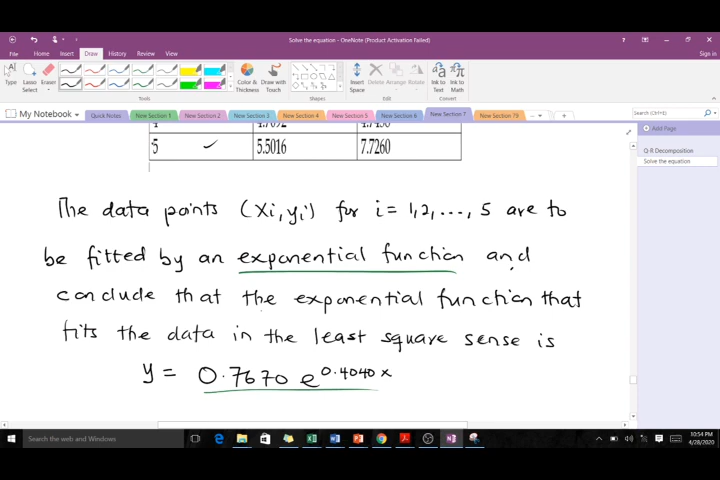 Solve the equation - OneNote (Product Activation Failed)
File Home Insert Draw History Review View
Sign in
Type
Lasso Select
Eraser
Color & Thickness
Draw with Touch
Insert Space
Delete
Arrange
Rotate
Ink to Text
Ink to Math
Tools
Shapes
Edit
Convert
My Notebook
Quick Notes
New Section 1
New Section 2
New Section 3
New Section 4
New Section 5
New Section 6
New Section 7
New Section 79
Search (Ctrl+E)
Add Page
Q-R Decomposition
Solve the equation
5 ✓ 5.5016 7.7260
The data points (Xi, yi) for i = 1,2, ..., 5 are to
be fitted by an exponential function and
conclude that the exponential function that
fits the data in the least square sense is
y = 0.7670 e^0.4040 x
Search the web and Windows
10:54 PM
4/28/2020